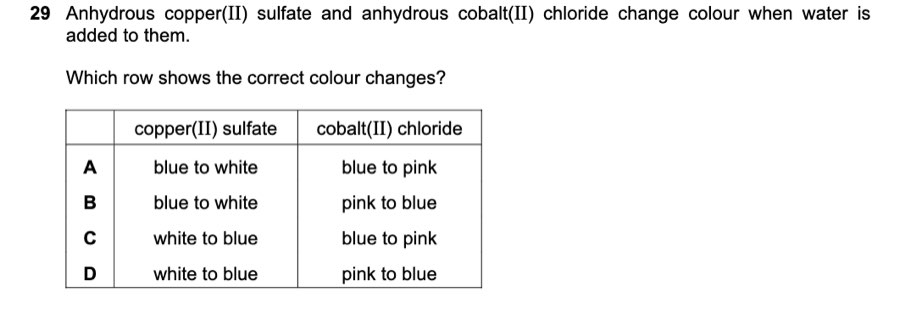 29 Anhydrous copper(II) sulfate and anhydrous cobalt(II) chloride change colour when water is
added to them.
Which row shows the correct colour changes?
copper(II) sulfate cobalt(II) chloride
A blue to white blue to pink
B blue to white pink to blue
C white to blue blue to pink
D white to blue pink to blue